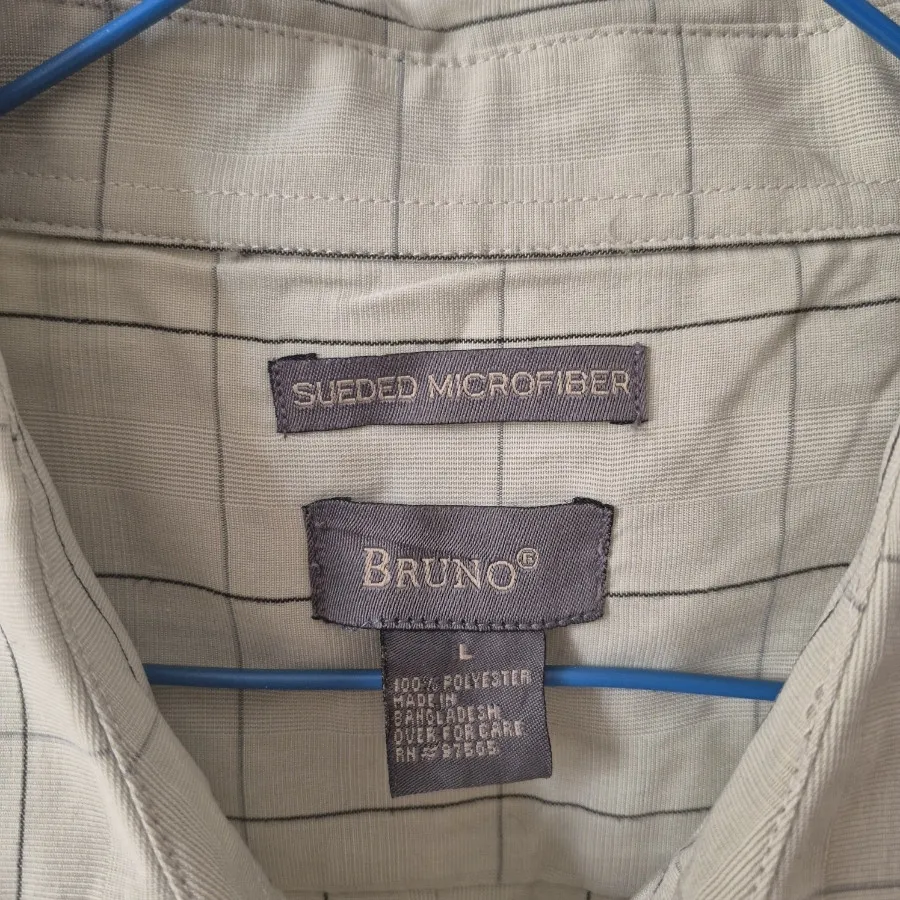 SUEDED MICROFIBER
BRUNO®
L
100% POLYESTER
MADE IN
BANGLADESH
OVER FOR CARE
RN # 97505